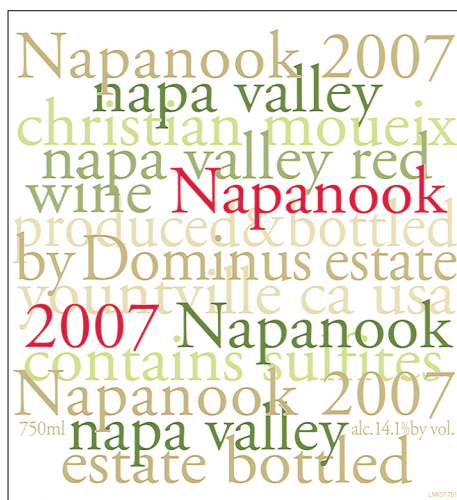 Napanook 2007
napa valley
christian moueix
napa valley red
wine Napanook
produced&bottled
by Dominus estate
yountville ca usa
2007 Napanook
contains sulfites
Napanook 2007
750ml napa valley alc.14.1%by vol.
estate bottled